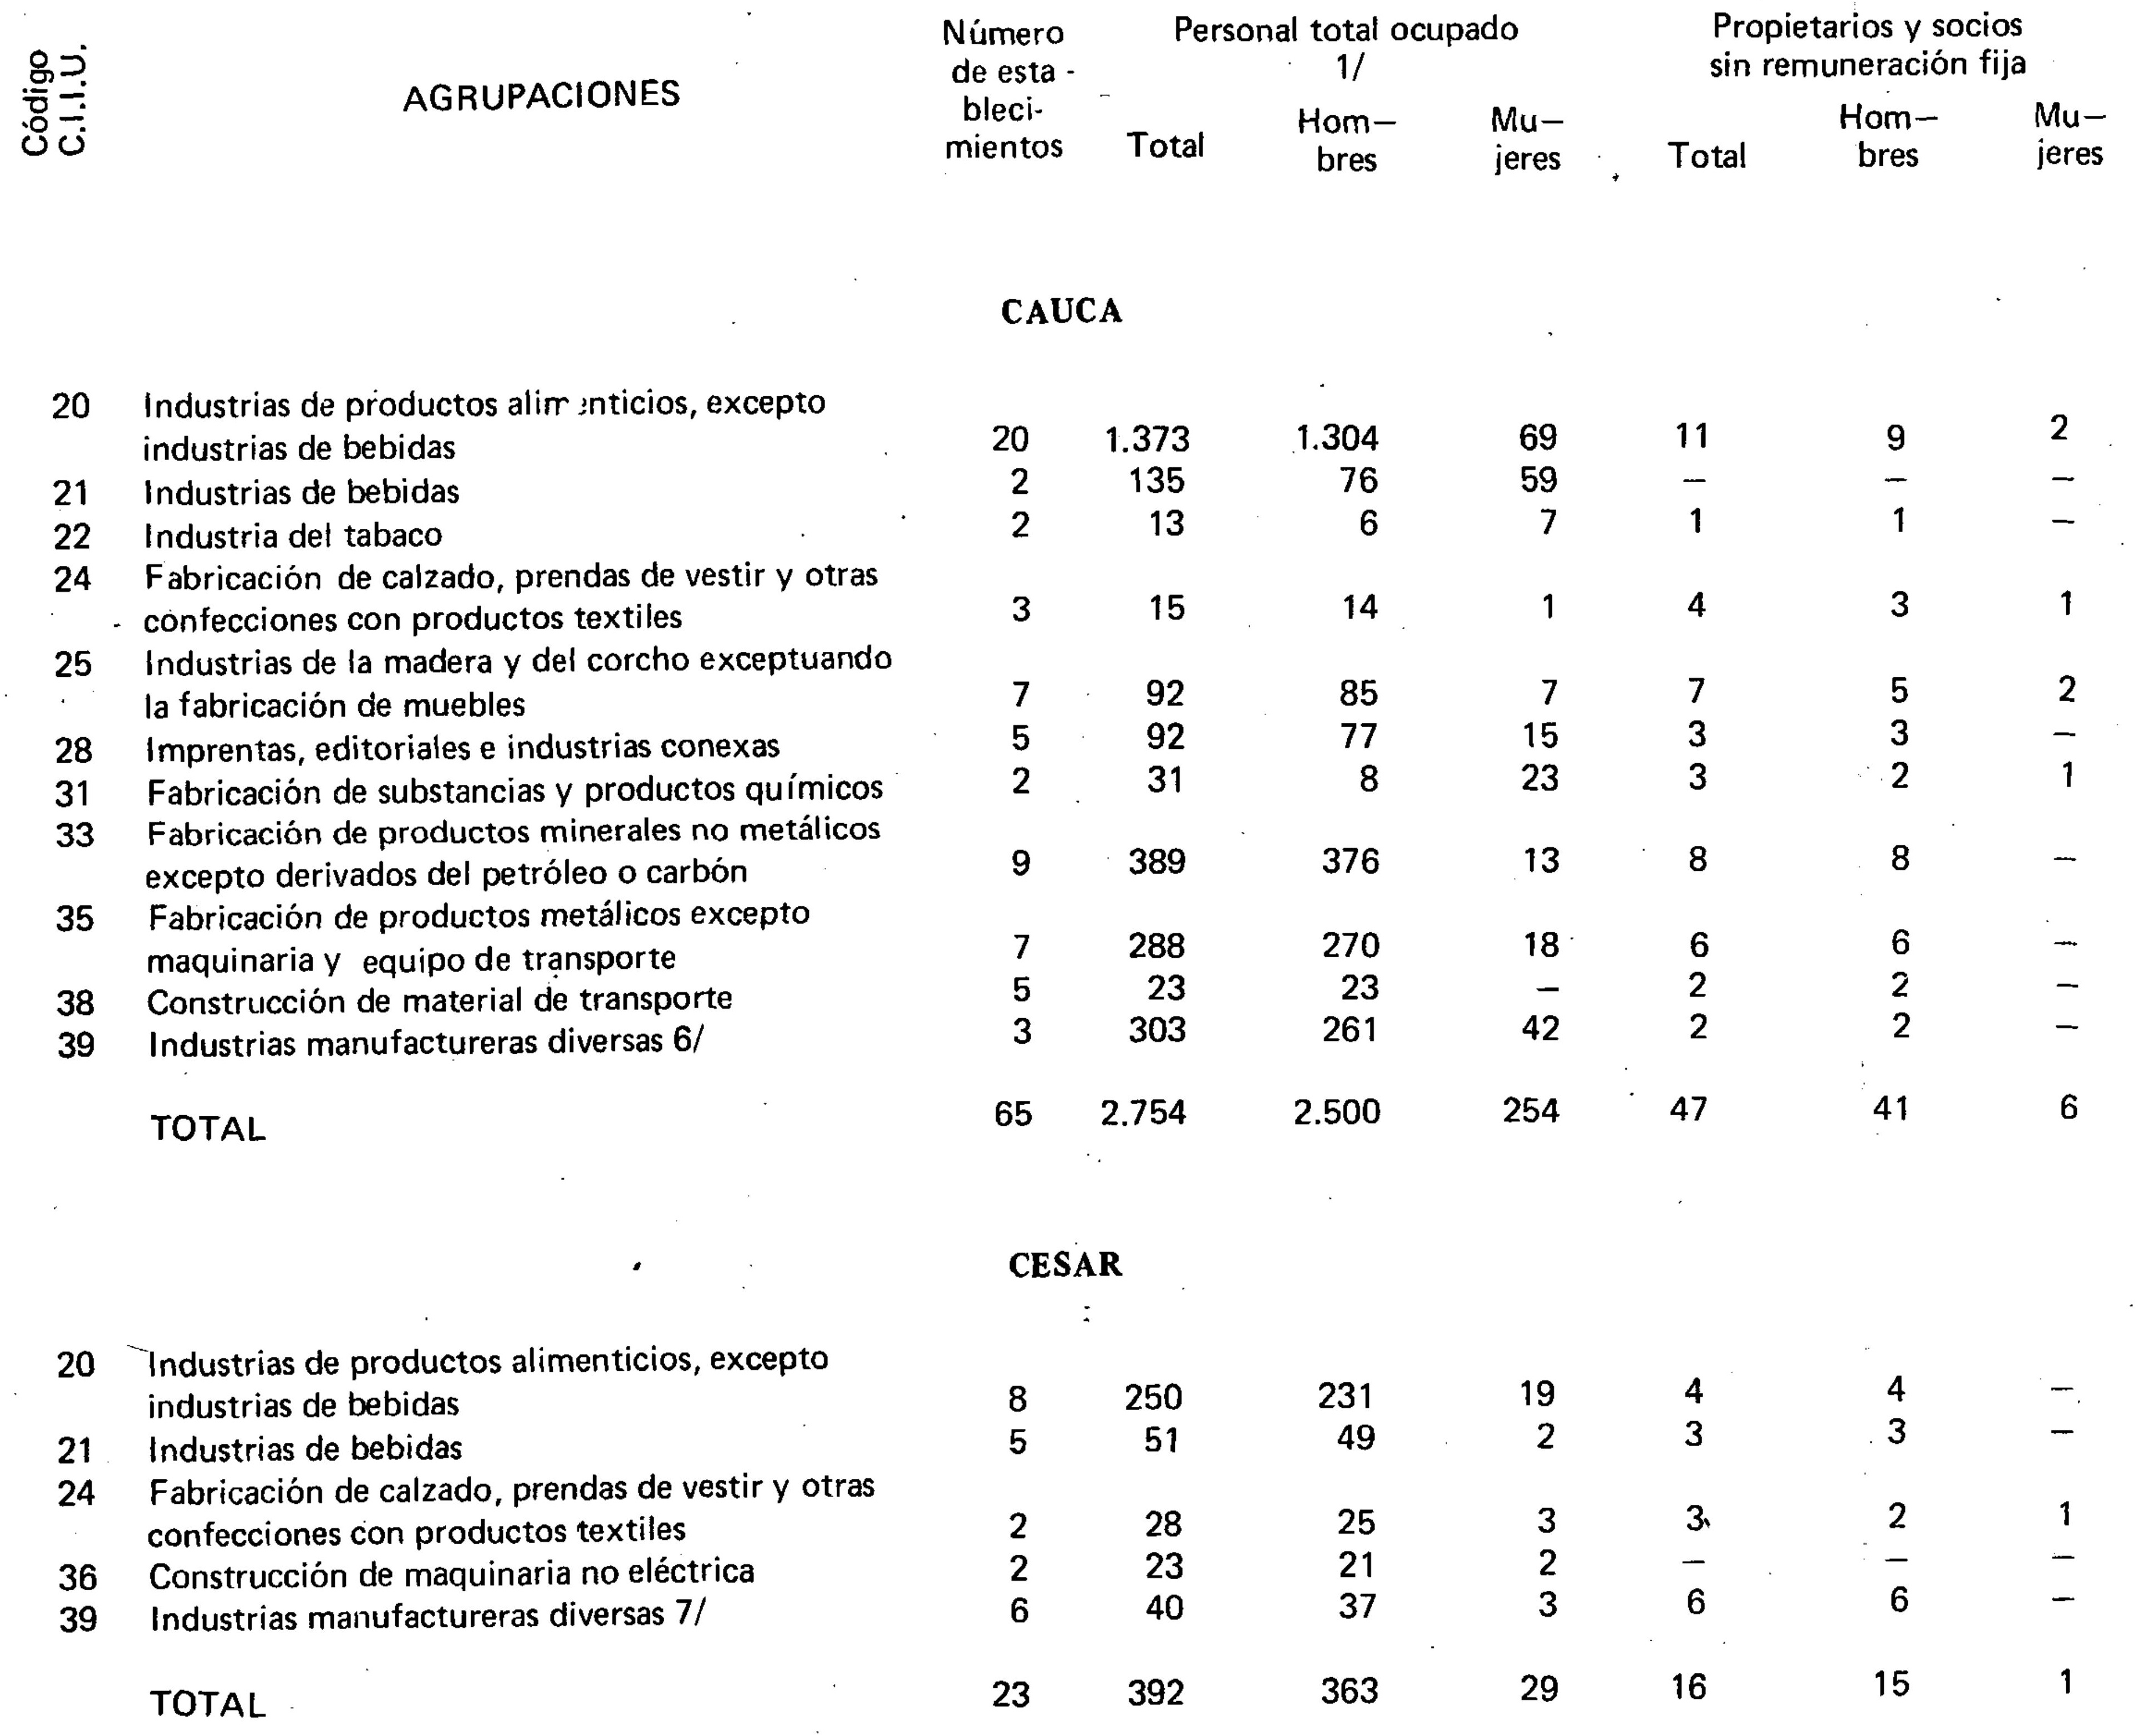 Código C.I.I.U. AGRUPACIONES Número de esta - bleci- mientos Personal total ocupado 1/ Propietarios y socios sin remuneración fija
Total Hom— bres Mu— jeres Total Hom— bres Mu— jeres
CAUCA
20 Industrias de productos alimenticios, excepto
industrias de bebidas 20 1.373 1.304 69 11 9 2
21 Industrias de bebidas 2 135 76 59 — — —
22 Industria del tabaco 2 13 6 7 1 1 —
24 Fabricación de calzado, prendas de vestir y otras
confecciones con productos textiles 3 15 14 1 4 3 1
25 Industrias de la madera y del corcho exceptuando
la fabricación de muebles 7 92 85 7 7 5 2
28 Imprentas, editoriales e industrias conexas 5 92 77 15 3 3 —
31 Fabricación de substancias y productos químicos 2 31 8 23 3 2 1
33 Fabricación de productos minerales no metálicos
excepto derivados del petróleo o carbón 9 389 376 13 8 8 —
35 Fabricación de productos metálicos excepto
maquinaria y equipo de transporte 7 288 270 18 6 6 —
38 Construcción de material de transporte 5 23 23 — 2 2 —
39 Industrias manufactureras diversas 6/ 3 303 261 42 2 2 —
TOTAL 65 2.754 2.500 254 47 41 6
CESAR
20 Industrias de productos alimenticios, excepto
industrias de bebidas 8 250 231 19 4 4 —
21 Industrias de bebidas 5 51 49 2 3 3 —
24 Fabricación de calzado, prendas de vestir y otras
confecciones con productos textiles 2 28 25 3 3 2 1
36 Construcción de maquinaria no eléctrica 2 23 21 2 — — —
39 Industrias manufactureras diversas 7/ 6 40 37 3 6 6 —
TOTAL 23 392 363 29 16 15 1